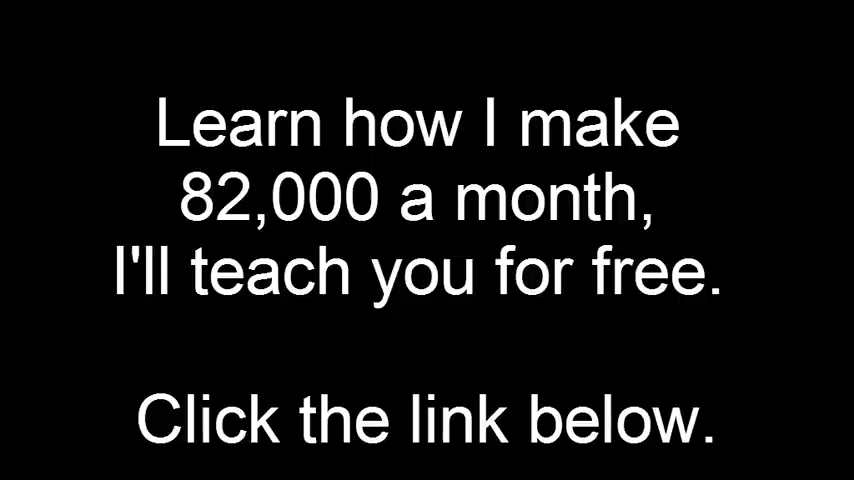 Learn how I make
82,000 a month,
I'll teach you for free.
Click the link below.